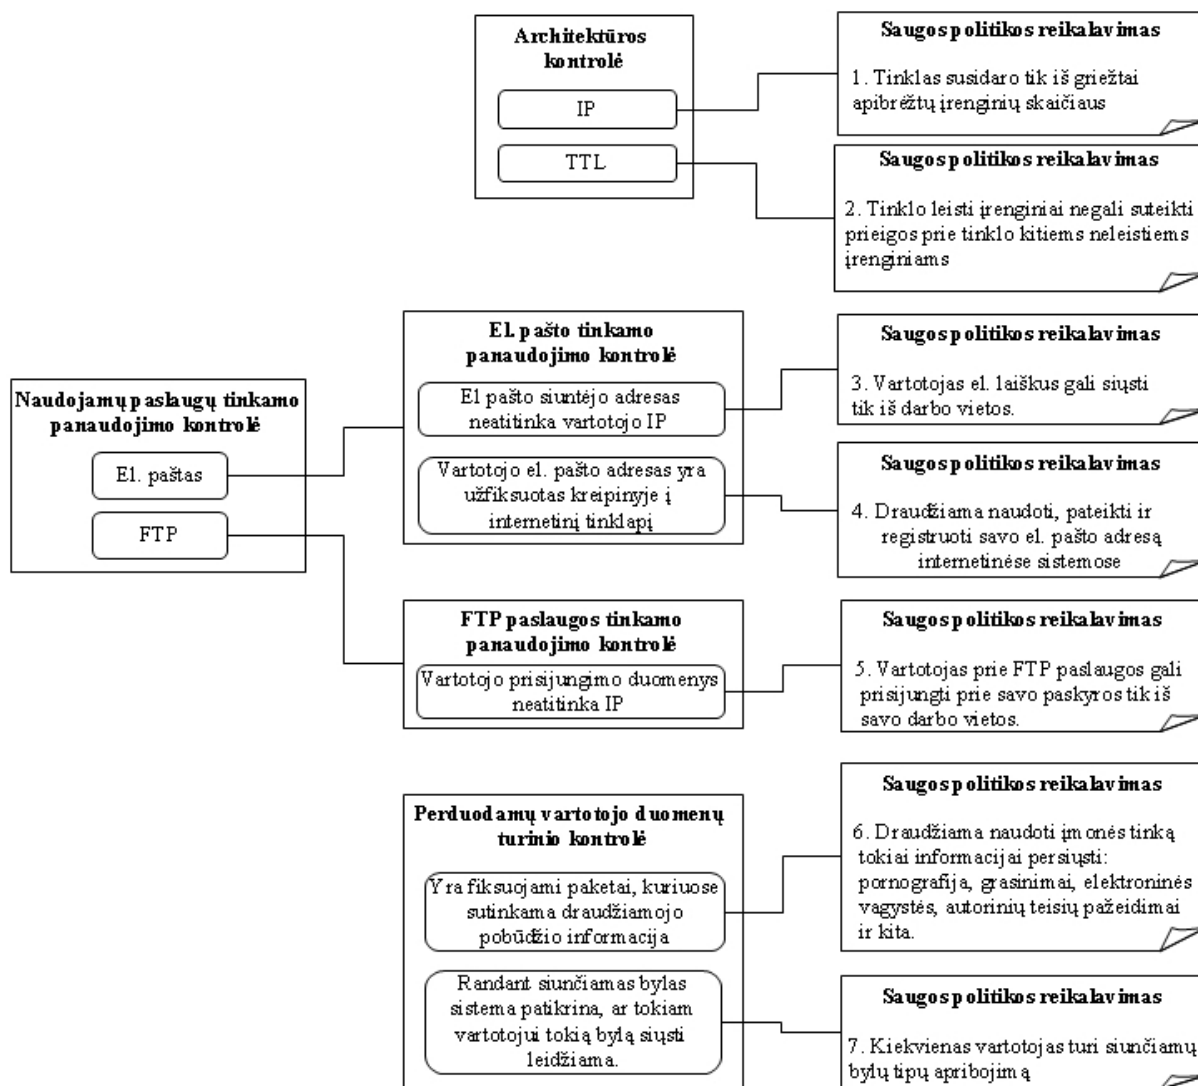 Architektūros
kontrolė
IP
TTL
Saugos politikos reikalavimas
1. Tinklas susidaro tik iš griežtai
apibrėžtų įrenginių skaičiaus
Saugos politikos reikalavimas
2. Tinklo leisti įrenginiai negali suteikti
prieigos prie tinklo kitiems neleistiems
įrenginiams
Naudojamų paslaugų tinkamo
panaudojimo kontrolė
El. paštas
FTP
El. pašto tinkamo
panaudojimo kontrolė
El pašto siuntėjo adresas
neatitinka vartotojo IP
Vartotojo el. pašto adresas yra
užfiksuotas kreipinyje į
internetinį tinklapį
Saugos politikos reikalavimas
3. Vartotojas el. laiškus gali siųsti
tik iš darbo vietos.
Saugos politikos reikalavimas
4. Draudžiama naudoti, pateikti ir
registruoti savo el. pašto adresą
internetinėse sistemose
FTP paslaugos tinkamo
panaudojimo kontrolė
Vartotojo prisijungimo duomenys
neatitinka IP
Saugos politikos reikalavimas
5. Vartotojas prie FTP paslaugos gali
prisijungti prie savo paskyros tik iš
savo darbo vietos.
Perduodamų vartotojo duomenų
turinio kontrolė
Yra fiksuojami paketai, kuriuose
sutinkama draudžiamojo
pobūdžio informacija
Randant siunčiamas bylas
sistema patikrina, ar tokiam
vartotojui tokią bylą siųsti
leidžiama.
Saugos politikos reikalavimas
6. Draudžiama naudoti įmonės tinką
tokiai informacijai persiųsti:
pornografija, grasinimai, elektroninės
vagystės, autorinių teisių pažeidimai
ir kita.
Saugos politikos reikalavimas
7. Kiekvienas vartotojas turi siunčiamų
bylų tipų apribojimą